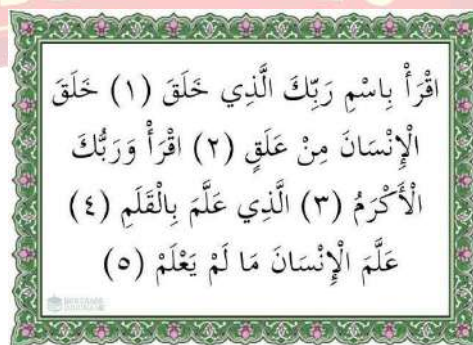 اقْرَأْ بِاسْمِ رَبِّكَ الَّذِي خَلَقَ (١) خَلَقَ
الْإِنْسَانَ مِنْ عَلَقٍ (٢) اقْرَأْ وَرَبُّكَ
الْأَكْرَمُ (٣) الَّذِي عَلَّمَ بِالْقَلَمِ (٤)
عَلَّمَ الْإِنْسَانَ مَا لَمْ يَعْلَمْ (٥)